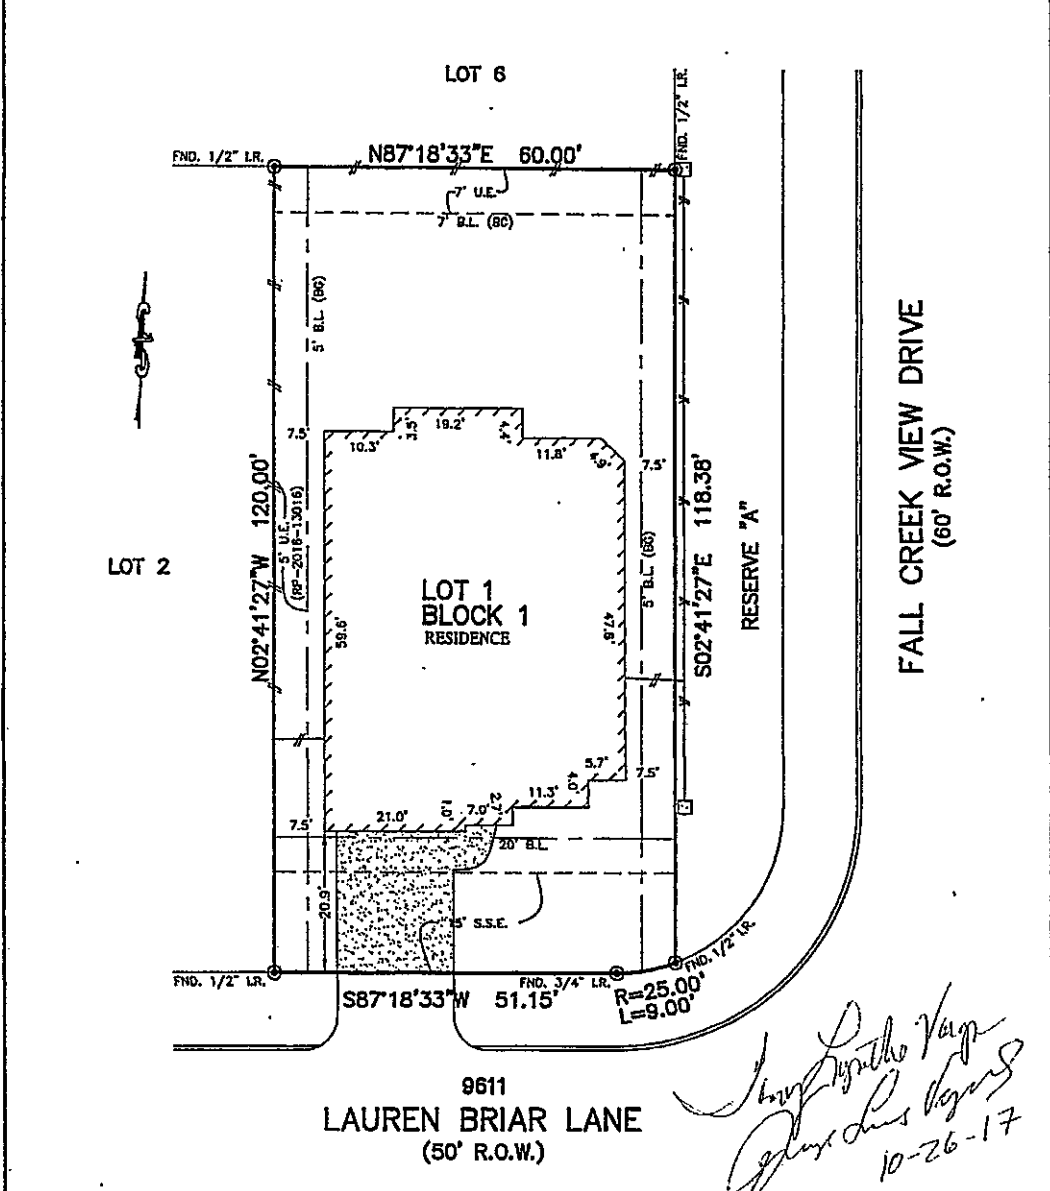 LOT 6
FND. 1/2" I.R.
N87°18'33"E 60.00'
FND. 1/2" I.R.
7' U.E.
7' B.L. (BG)
5' B.L. (BG)
7.5'
10.3'
3.5'
19.2'
4.4'
11.8'
4.9'
7.5'
N02°41'27"W 120.00'
5' U.E.
(RP-2016-13016)
LOT 2
59.6'
LOT 1
BLOCK 1
RESIDENCE
47.8'
5' B.L. (BG)
S02°41'27"E 118.38'
RESERVE "A"
FALL CREEK VIEW DRIVE
(60' R.O.W.)
5.7'
7.5'
4.0'
11.3'
2.7'
7.0'
1.0'
21.0'
7.5'
20' B.L.
20.9'
15' S.S.E.
FND. 1/2" I.R.
FND. 1/2" I.R.
S87°18'33"W 51.15'
FND. 3/4" I.R.
R=25.00'
L=9.00'
9611
LAUREN BRIAR LANE
(50' R.O.W.)
10-26-17